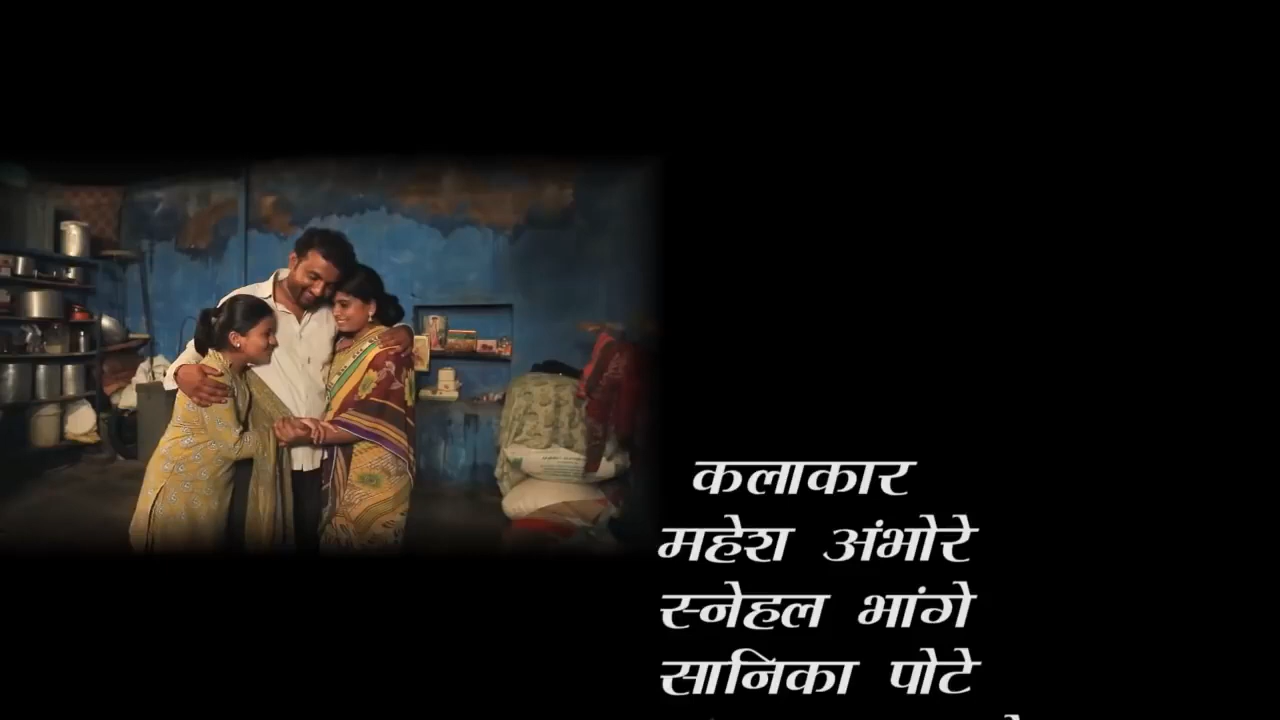 कलाकार
महेश अंभोरे
स्नेहल भांगे
सानिका पोटे